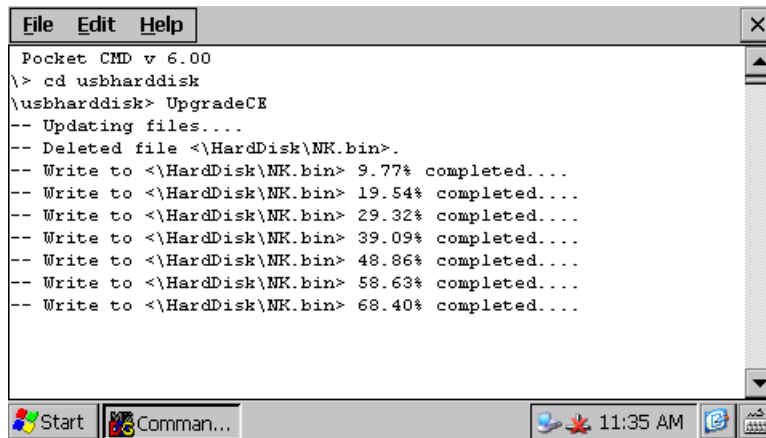 File Edit Help
Pocket CMD v 6.00
\> cd usbharddisk
\usbharddisk> UpgradeCE
-- Updating files....
-- Deleted file <\HardDisk\NK.bin>.
-- Write to <\HardDisk\NK.bin> 9.77% completed....
-- Write to <\HardDisk\NK.bin> 19.54% completed....
-- Write to <\HardDisk\NK.bin> 29.32% completed....
-- Write to <\HardDisk\NK.bin> 39.09% completed....
-- Write to <\HardDisk\NK.bin> 48.86% completed....
-- Write to <\HardDisk\NK.bin> 58.63% completed....
-- Write to <\HardDisk\NK.bin> 68.40% completed....
Start Comman... 11:35 AM